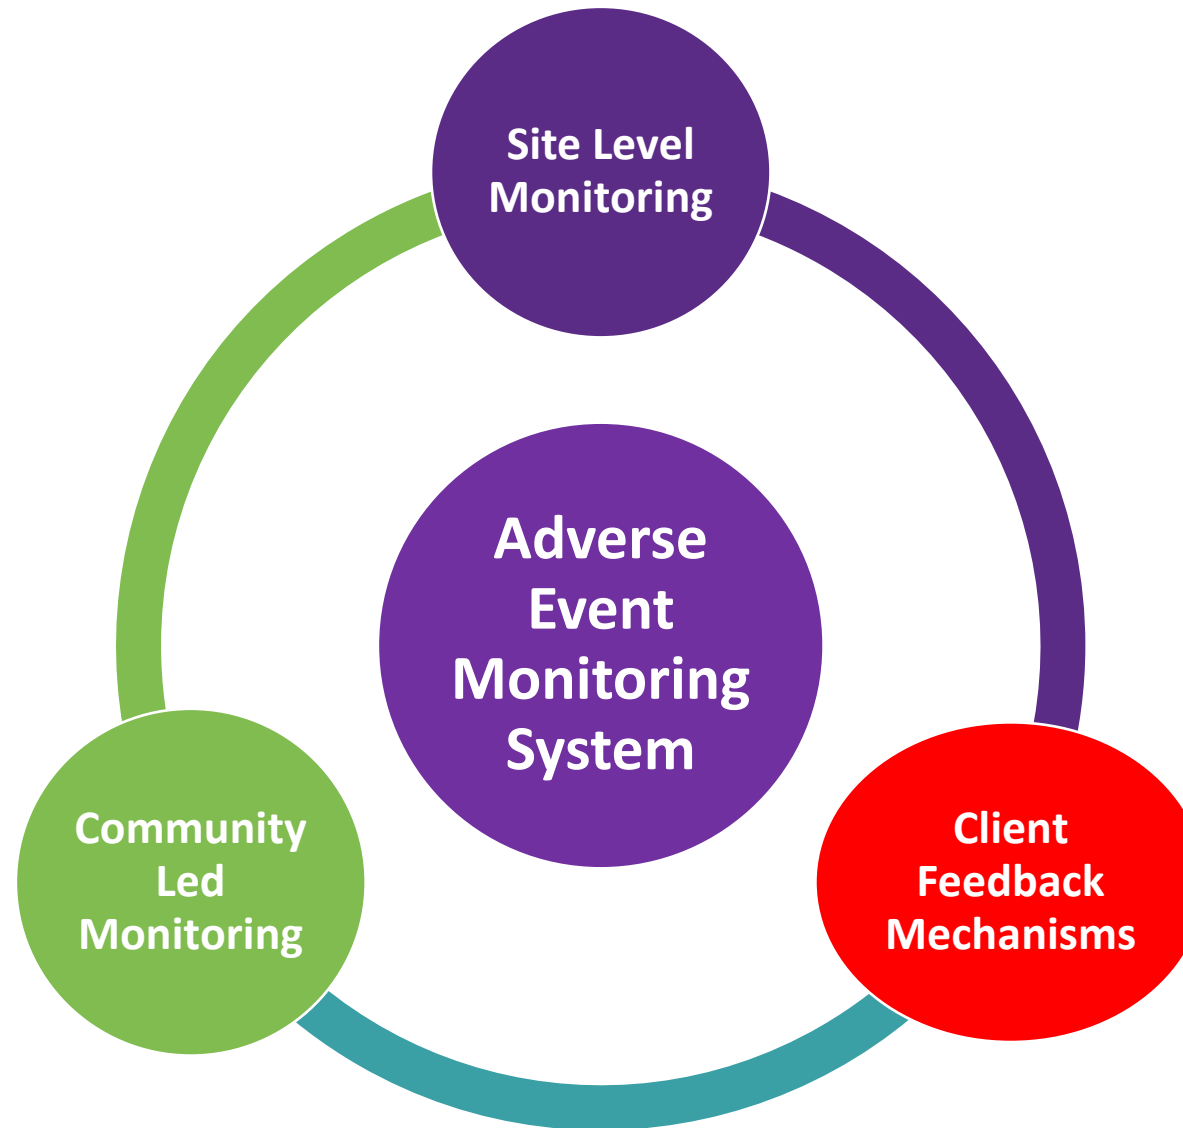 Site Level
Monitoring
Adverse
Event
Monitoring
System
Community
Led
Monitoring
Client
Feedback
Mechanisms